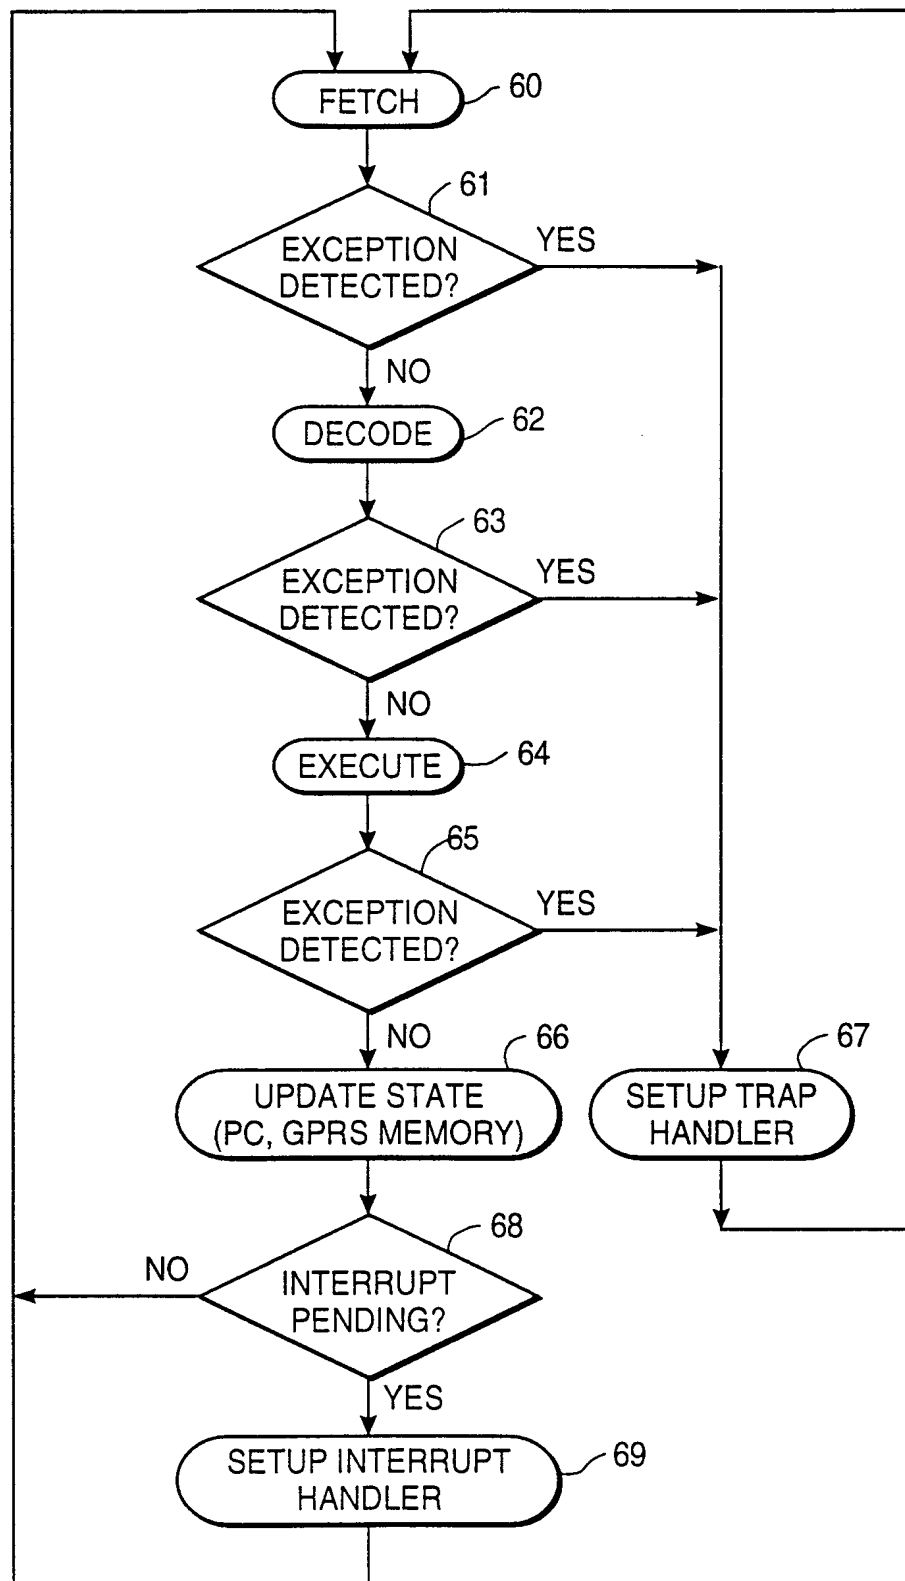 FETCH
60
61
EXCEPTION
DETECTED?
YES
NO
DECODE
62
63
EXCEPTION
DETECTED?
YES
NO
EXECUTE
64
65
EXCEPTION
DETECTED?
YES
NO
66
UPDATE STATE
(PC, GPRS MEMORY)
67
SETUP TRAP
HANDLER
68
NO
INTERRUPT
PENDING?
YES
SETUP INTERRUPT
HANDLER
69